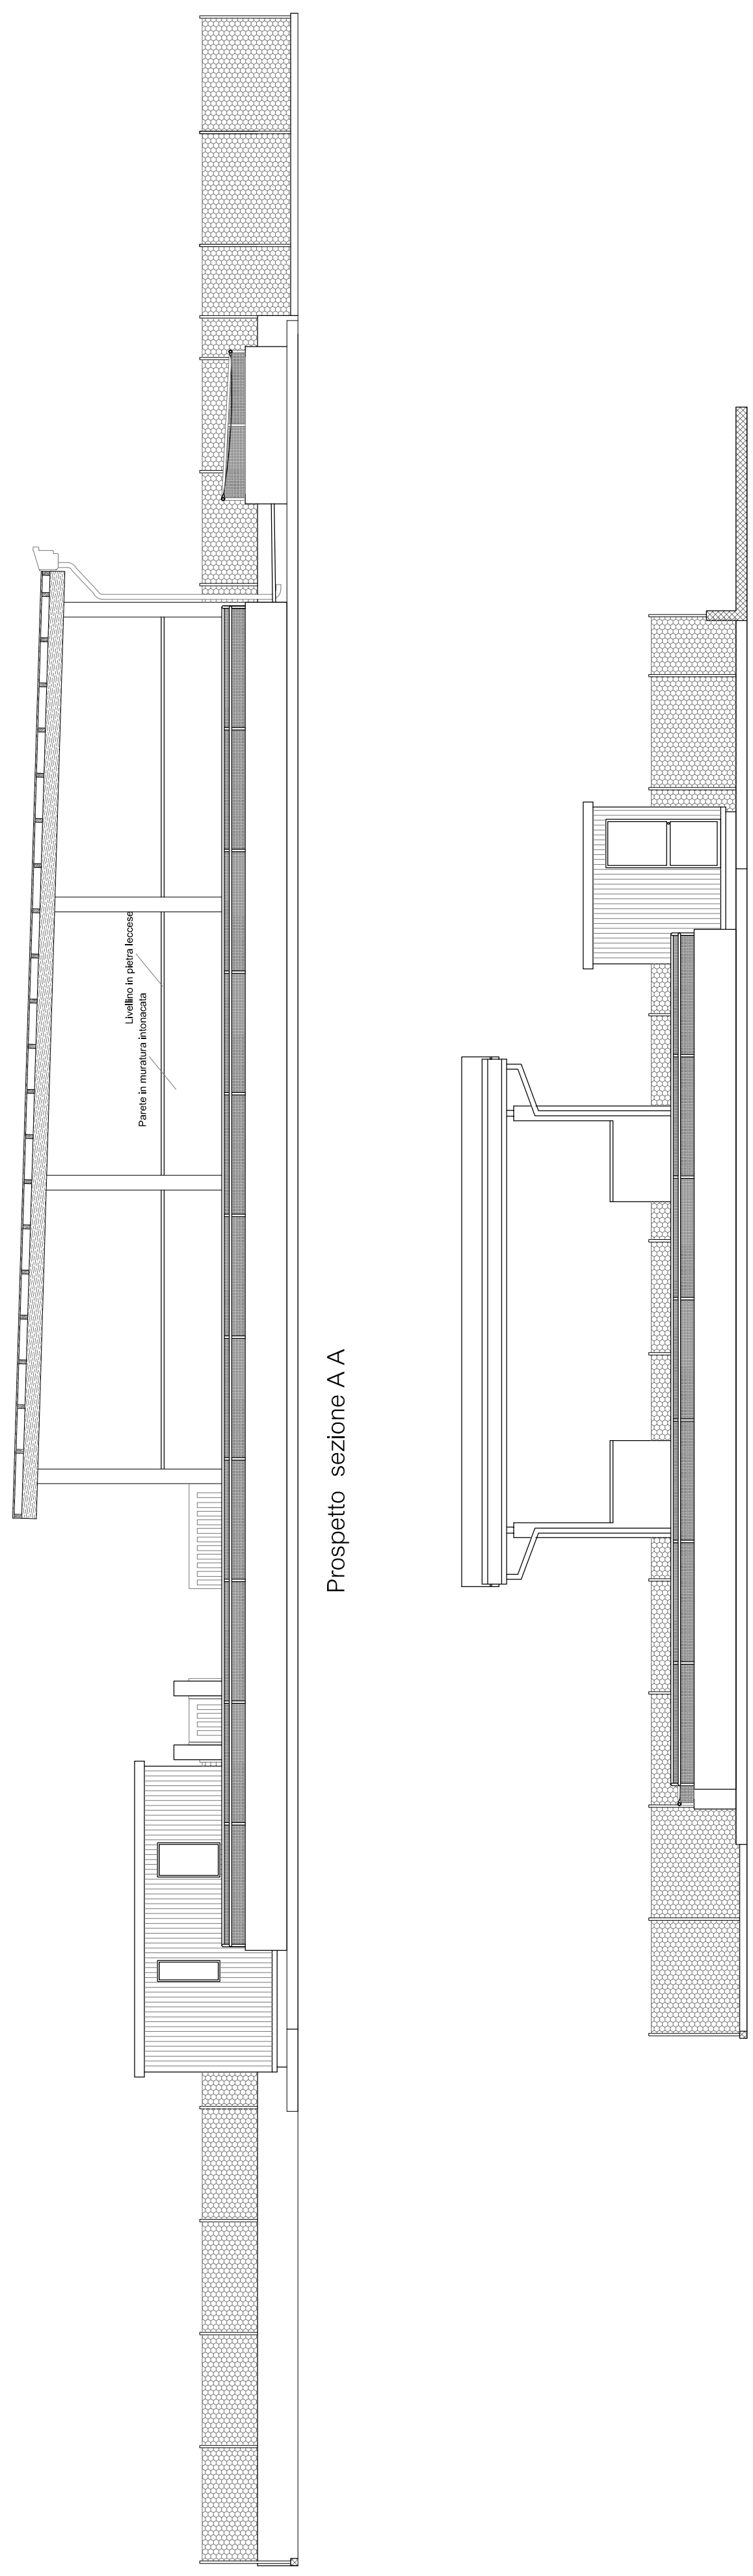 Livellino in pietra leccese
Parete in muratura intonacata
Prospetto sezione A A